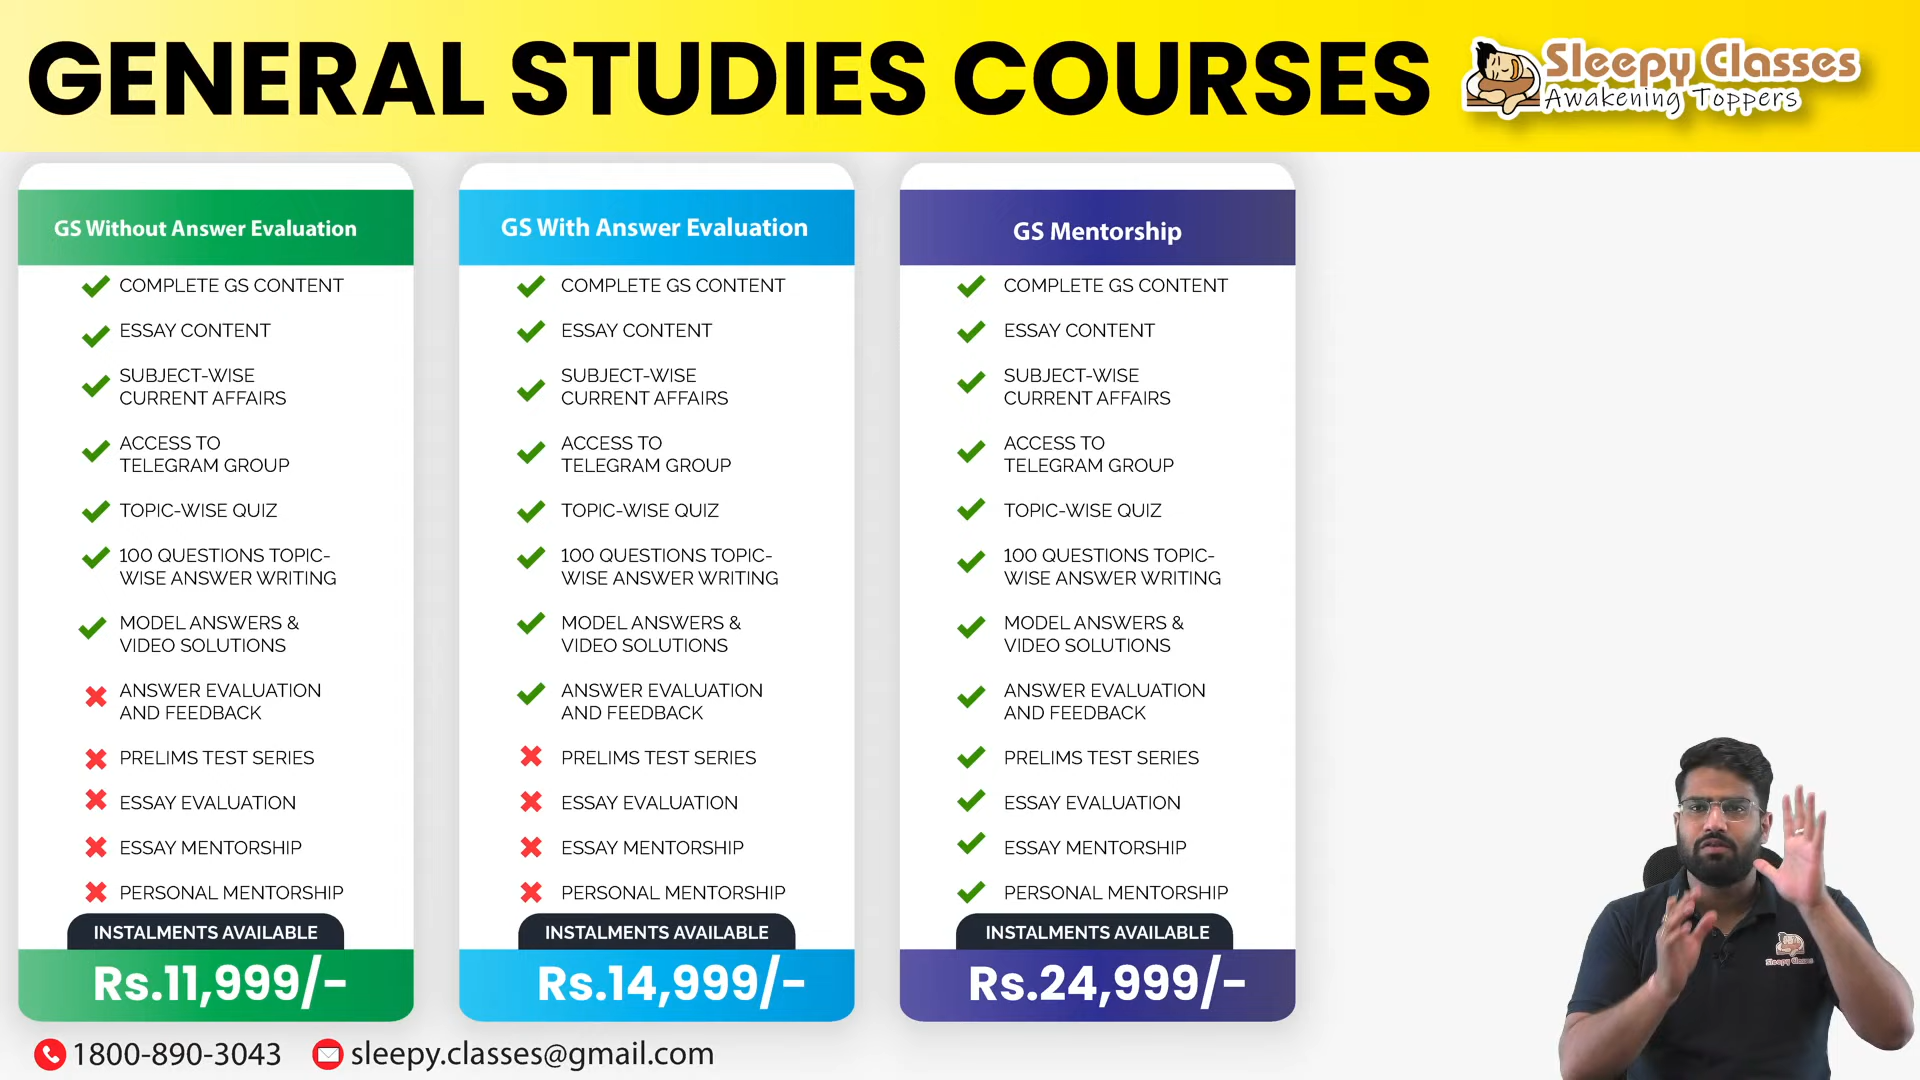 GENERAL STUDIES COURSES
Sleepy Classes
Awakening Toppers
GS Without Answer Evaluation
COMPLETE GS CONTENT
ESSAY CONTENT
SUBJECT-WISE
CURRENT AFFAIRS
ACCESS TO
TELEGRAM GROUP
TOPIC-WISE QUIZ
100 QUESTIONS TOPIC-
WISE ANSWER WRITING
MODEL ANSWERS &
VIDEO SOLUTIONS
ANSWER EVALUATION
AND FEEDBACK
PRELIMS TEST SERIES
ESSAY EVALUATION
ESSAY MENTORSHIP
PERSONAL MENTORSHIP
INSTALMENTS AVAILABLE
Rs.11,999/-
GS With Answer Evaluation
COMPLETE GS CONTENT
ESSAY CONTENT
SUBJECT-WISE
CURRENT AFFAIRS
ACCESS TO
TELEGRAM GROUP
TOPIC-WISE QUIZ
100 QUESTIONS TOPIC-
WISE ANSWER WRITING
MODEL ANSWERS &
VIDEO SOLUTIONS
ANSWER EVALUATION
AND FEEDBACK
PRELIMS TEST SERIES
ESSAY EVALUATION
ESSAY MENTORSHIP
PERSONAL MENTORSHIP
INSTALMENTS AVAILABLE
Rs.14,999/-
GS Mentorship
COMPLETE GS CONTENT
ESSAY CONTENT
SUBJECT-WISE
CURRENT AFFAIRS
ACCESS TO
TELEGRAM GROUP
TOPIC-WISE QUIZ
100 QUESTIONS TOPIC-
WISE ANSWER WRITING
MODEL ANSWERS &
VIDEO SOLUTIONS
ANSWER EVALUATION
AND FEEDBACK
PRELIMS TEST SERIES
ESSAY EVALUATION
ESSAY MENTORSHIP
PERSONAL MENTORSHIP
INSTALMENTS AVAILABLE
Rs.24,999/-
Sleepy Classes
1800-890-3043
sleepy.classes@gmail.com